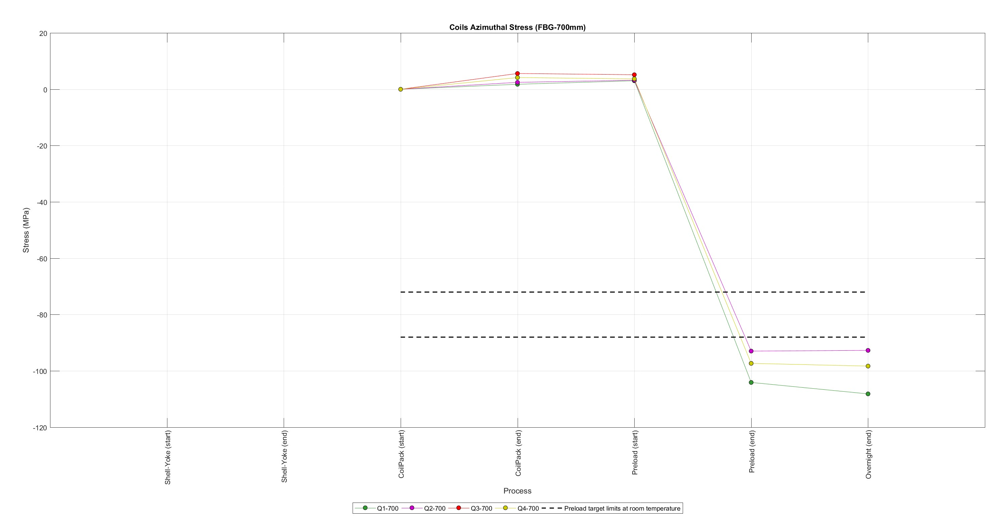 Coils Azimuthal Stress (FBG-700mm)
20
0
-20
-40
-60
-80
-100
-120
Stress (MPa)
Shell-Yoke (start)
Shell-Yoke (end)
CoilPack (start)
CoilPack (end)
Preload (start)
Preload (end)
Overnight (end)
Process
Q1-700 Q2-700 Q3-700 Q4-700 Preload target limits at room temperature